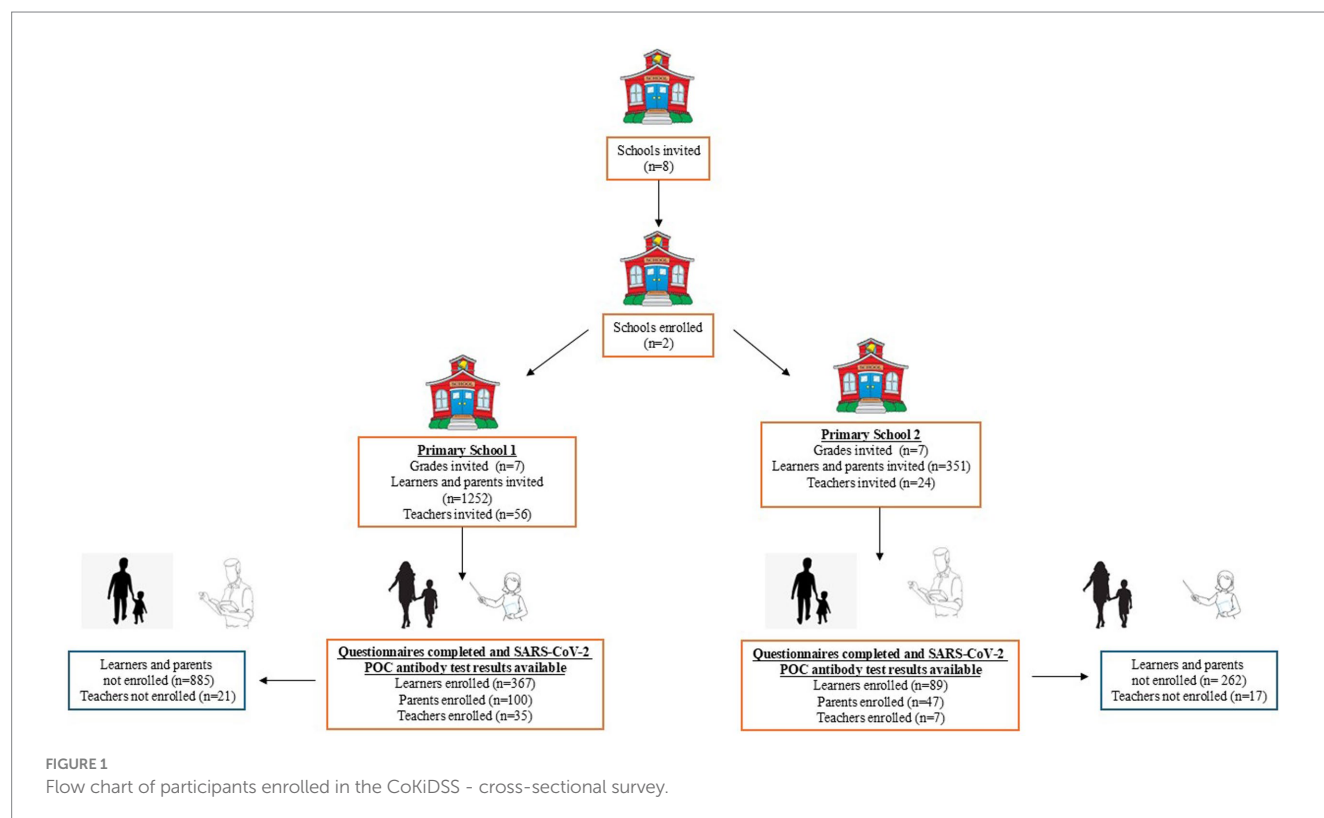 SCHOOL
Schools invited
(n=8)
SCHOOL
Schools enrolled
(n=2)
SCHOOL
Primary School 1
Grades invited (n=7)
Learners and parents invited
(n=1252)
Teachers invited (n=56)
SCHOOL
Primary School 2
Grades invited (n=7)
Learners and parents invited (n=351)
Teachers invited (n=24)
Learners and parents
not enrolled (n=885)
Teachers not enrolled (n=21)
Questionnaires completed and SARS-CoV-2
POC antibody test results available
Learners enrolled (n=367)
Parents enrolled (n=100)
Teachers enrolled (n=35)
Questionnaires completed and SARS-CoV-2
POC antibody test results available
Learners enrolled (n=89)
Parents enrolled (n=47)
Teachers enrolled (n=7)
Learners and parents
not enrolled (n= 262)
Teachers not enrolled (n=17)
FIGURE 1
Flow chart of participants enrolled in the CoKiDSS - cross-sectional survey.